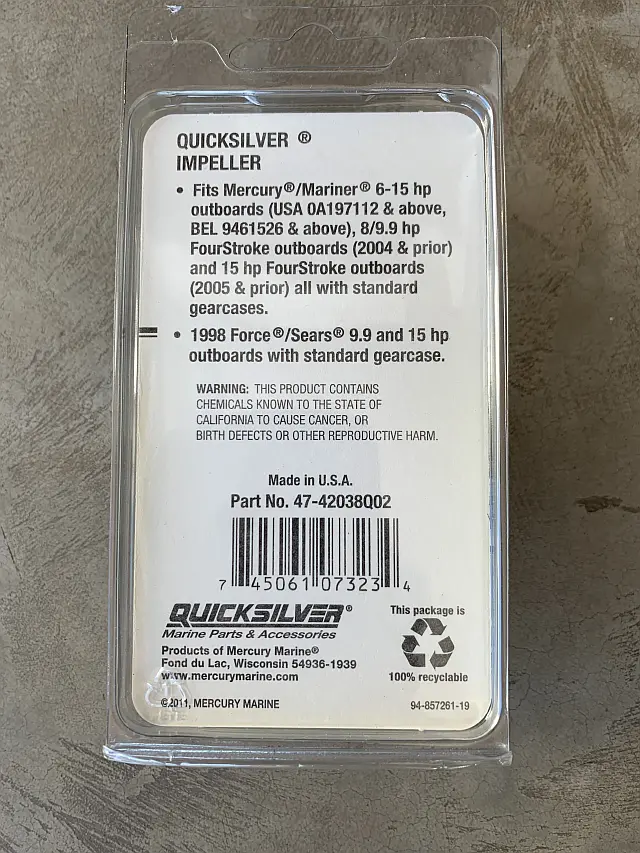 QUICKSILVER ®
IMPELLER
• Fits Mercury®/Mariner® 6-15 hp
outboards (USA 0A197112 & above,
BEL 9461526 & above), 8/9.9 hp
FourStroke outboards (2004 & prior)
and 15 hp FourStroke outboards
(2005 & prior) all with standard
gearcases.
• 1998 Force®/Sears® 9.9 and 15 hp
outboards with standard gearcase.
WARNING: THIS PRODUCT CONTAINS
CHEMICALS KNOWN TO THE STATE OF
CALIFORNIA TO CAUSE CANCER, OR
BIRTH DEFECTS OR OTHER REPRODUCTIVE HARM.
Made in U.S.A.
Part No. 47-42038Q02
7 45061 07323 4
QUICKSILVER®
Marine Parts & Accessories
Products of Mercury Marine®
Fond du Lac, Wisconsin 54936-1939
www.mercurymarine.com
This package is
100% recyclable
©2011, MERCURY MARINE
94-857261-19